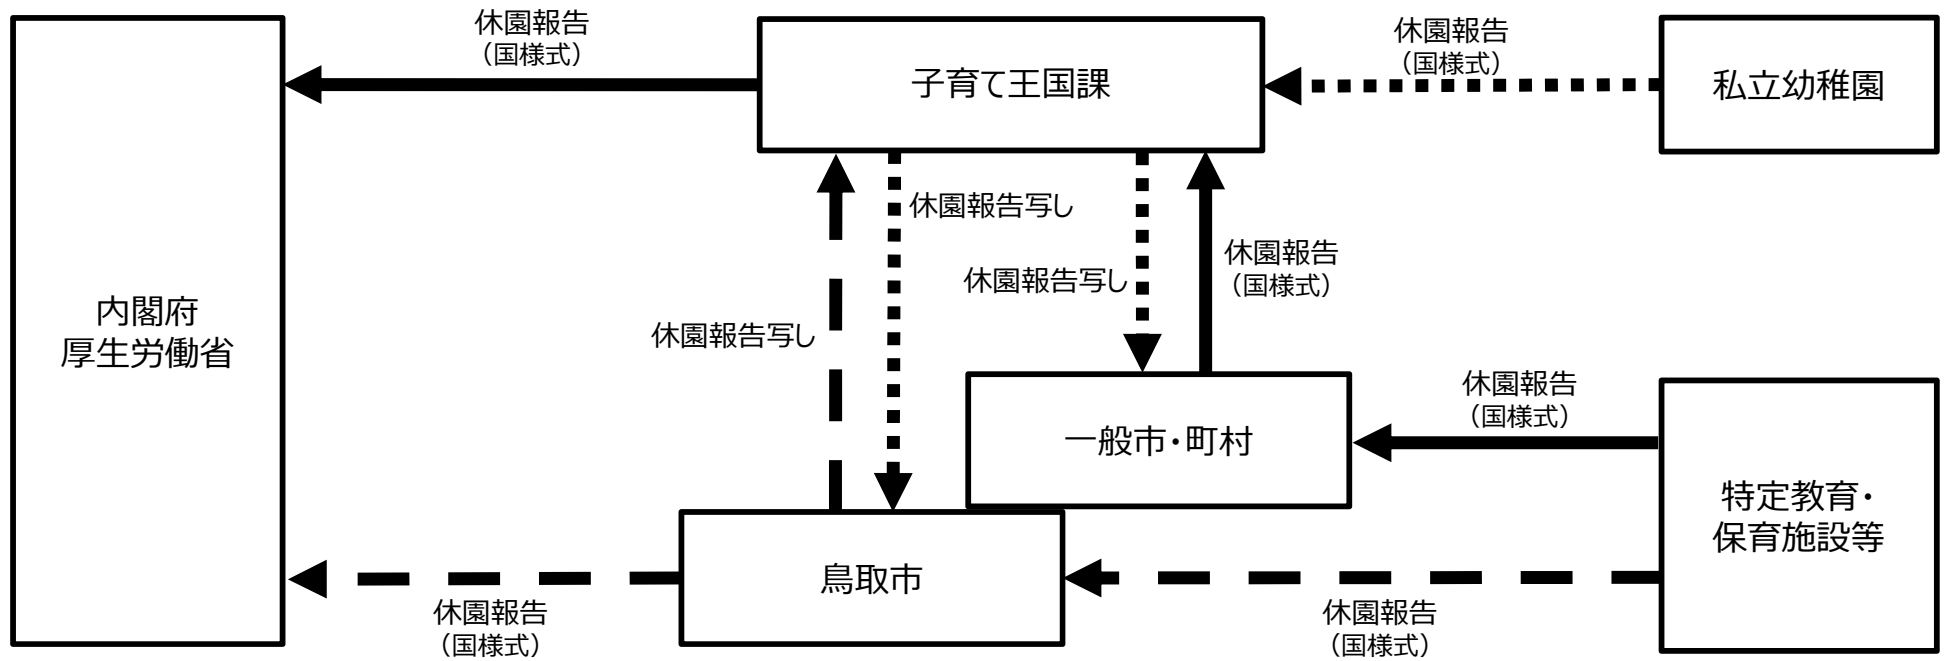 休園報告
（国様式）
子育て王国課
休園報告
（国様式）
私立幼稚園
休園報告写し
休園報告写し
休園報告
（国様式）
内閣府
厚生労働省
休園報告写し
一般市・町村
休園報告
（国様式）
特定教育・
保育施設等
鳥取市
休園報告
（国様式）
休園報告
（国様式）